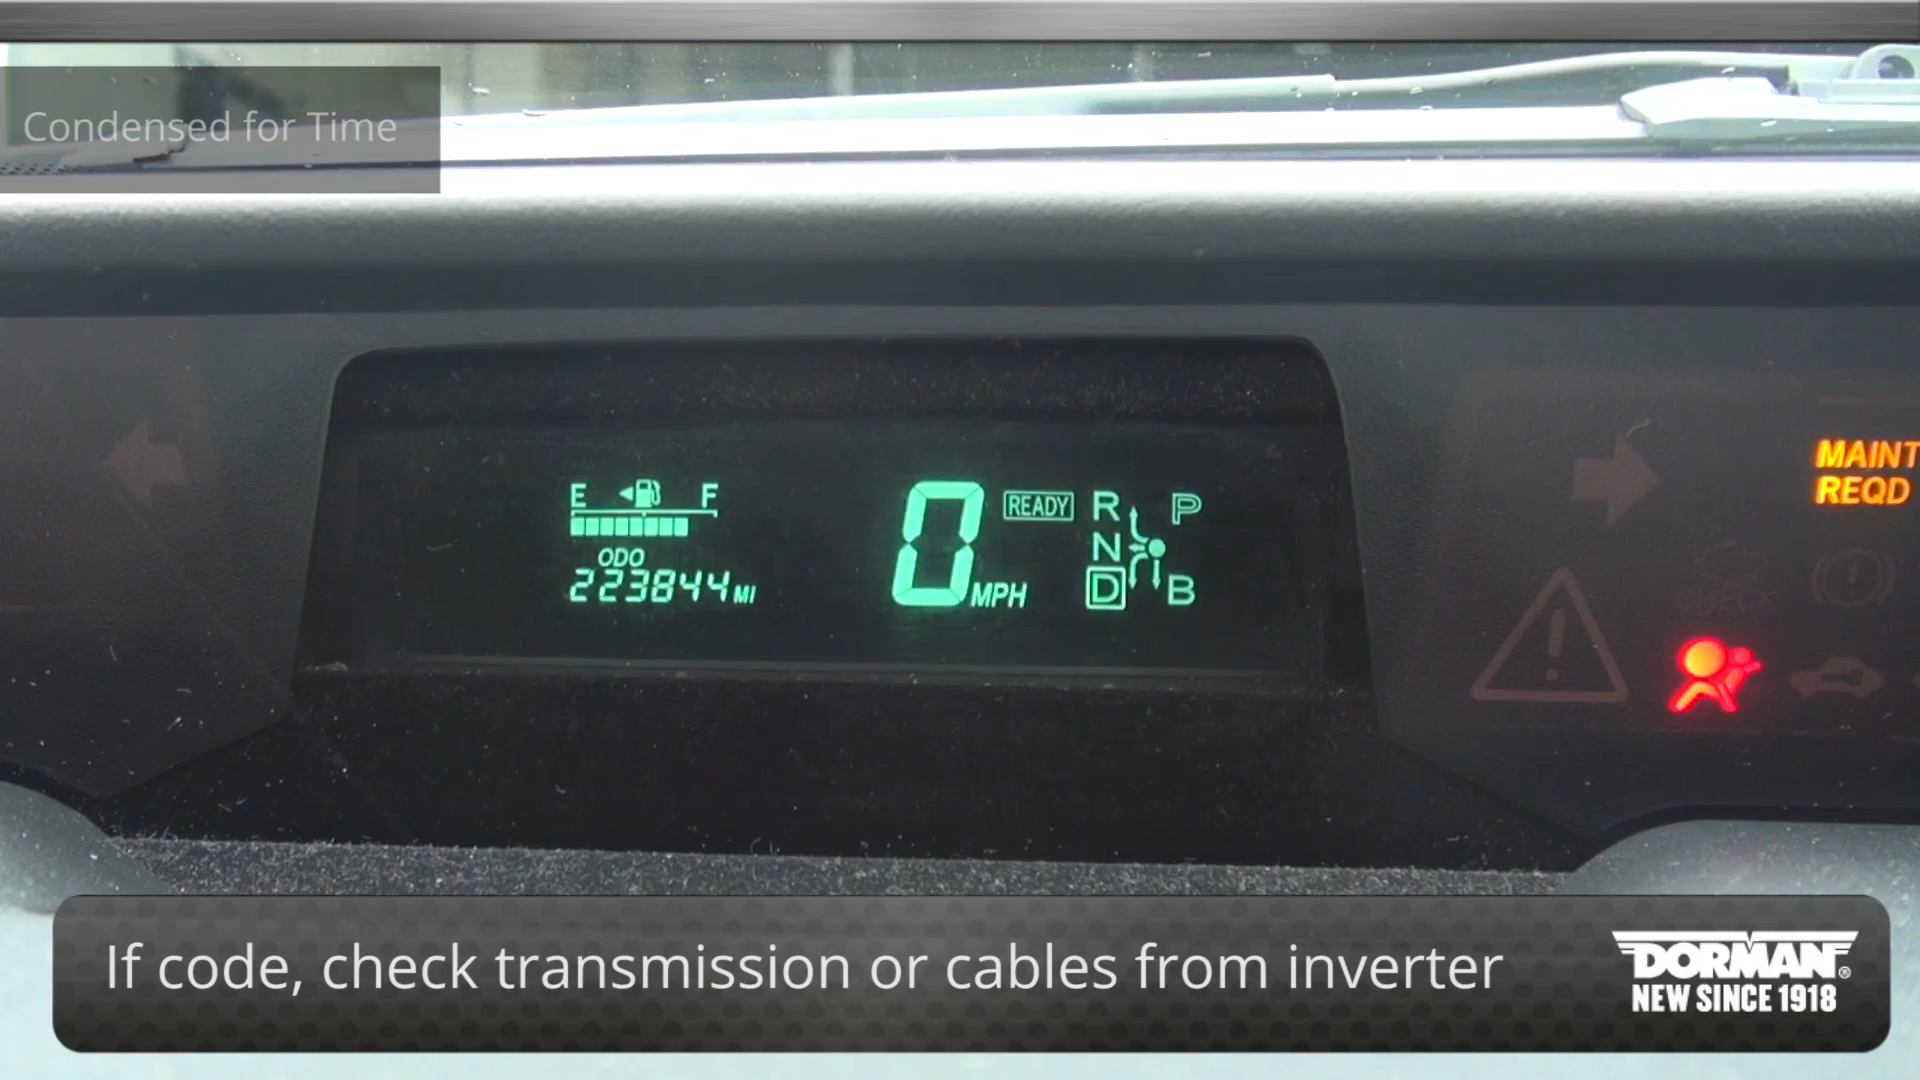 Condensed for Time
MAINT
REQD
E F
READY
R P
0
ODO
N
223844 MI
MPH
D B
CHECK
If code, check transmission or cables from inverter
DORMAN®
NEW SINCE 1918